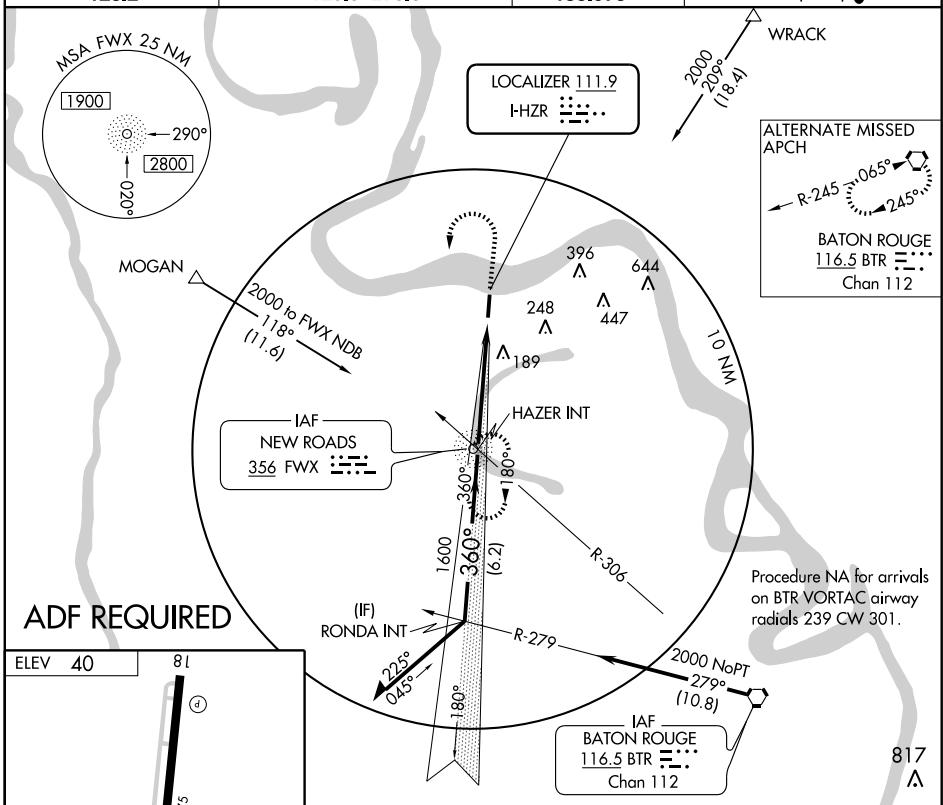 MSA FWX 25 NM
1900
290°
2800
020°
WRACK
2000
209°
(18.4)
LOCALIZER 111.9
I-HZR
ALTERNATE MISSED
APCH
R-245
065°
245°
BATON ROUGE
116.5 BTR
Chan 112
MOGAN
2000 to FWX NDB
118°
(11.6)
396
644
248
447
189
10 NM
HAZER INT
IAF
NEW ROADS
356 FWX
360°
180°
1600
360°
(6.2)
R-306
Procedure NA for arrivals
on BTR VORTAC airway
radials 239 CW 301.
ADF REQUIRED
(IF)
RONDA INT
R-279
225°
045°
180°
2000 NoPT
279°
(10.8)
IAF
BATON ROUGE
116.5 BTR
Chan 112
817
ELEV 40
18
P